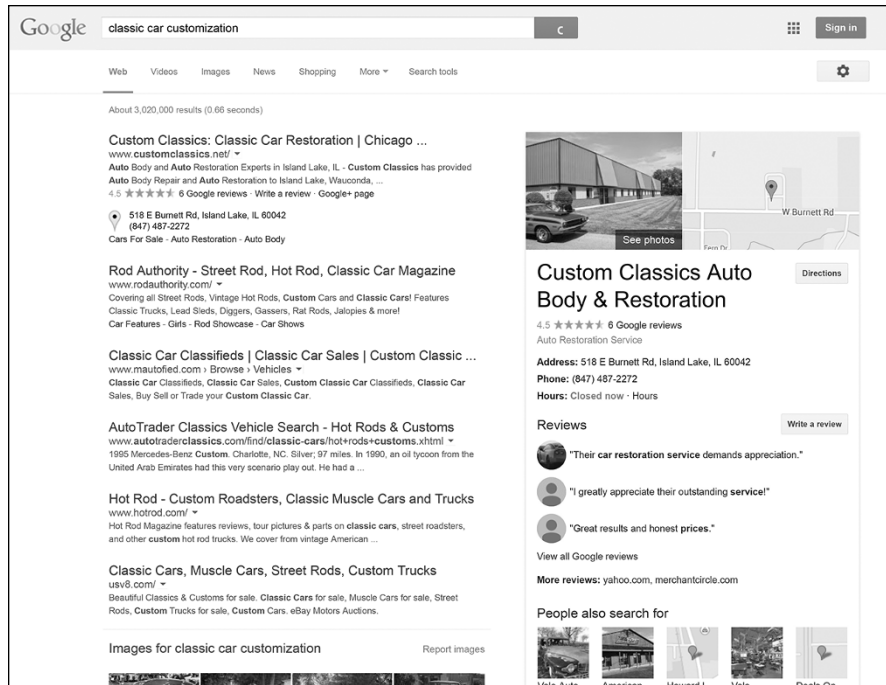 Google
classic car customization
Sign in
Web Videos Images News Shopping More Search tools
About 3,020,000 results (0.66 seconds)
Custom Classics: Classic Car Restoration | Chicago ...
www.customclassics.net/
Auto Body and Auto Restoration Experts in Island Lake, IL - Custom Classics has provided
Auto Body Repair and Auto Restoration to Island Lake, Wauconda, ...
4.5 6 Google reviews · Write a review · Google+ page
518 E Burnett Rd, Island Lake, IL 60042
(847) 487-2272
Cars For Sale - Auto Restoration - Auto Body
Rod Authority - Street Rod, Hot Rod, Classic Car Magazine
www.rodauthority.com/
Covering all Street Rods, Vintage Hot Rods, Custom Cars and Classic Cars! Features
Classic Trucks, Lead Sleds, Diggers, Gassers, Rat Rods, Jalopies & more!
Car Features - Girls - Rod Showcase - Car Shows
Classic Car Classifieds | Classic Car Sales | Custom Classic ...
www.mautofied.com › Browse › Vehicles
Classic Car Classifieds, Classic Car Sales, Custom Classic Car Classifieds, Classic Car
Sales, Buy Sell or Trade your Custom Classic Car.
AutoTrader Classics Vehicle Search - Hot Rods & Customs
www.autotraderclassics.com/find/classic-cars/hot+rods+customs.xhtml
1995 Mercedes-Benz Custom. Charlotte, NC. Silver; 97 miles. In 1990, an oil tycoon from the
United Arab Emirates had this very scenario play out. He had a ...
Hot Rod - Custom Roadsters, Classic Muscle Cars and Trucks
www.hotrod.com/
Hot Rod Magazine features reviews, tour pictures & parts on classic cars, street roadsters,
and other custom hot rod trucks. We cover from vintage American ...
Classic Cars, Muscle Cars, Street Rods, Custom Trucks
usv8.com/
Beautiful Classics & Customs for sale. Classic Cars for sale, Muscle Cars for sale, Street
Rods, Custom Trucks for sale, Custom Cars. eBay Motors Auctions.
Images for classic car customization
Report images
See photos
W Burnett Rd
Fern Dr
Custom Classics Auto
Body & Restoration
Directions
4.5 6 Google reviews
Auto Restoration Service
Address: 518 E Burnett Rd, Island Lake, IL 60042
Phone: (847) 487-2272
Hours: Closed now · Hours
Reviews
Write a review
"Their car restoration service demands appreciation."
"I greatly appreciate their outstanding service!"
"Great results and honest prices."
View all Google reviews
More reviews: yahoo.com, merchantcircle.com
People also search for
Volo Auto American Howard L Volo